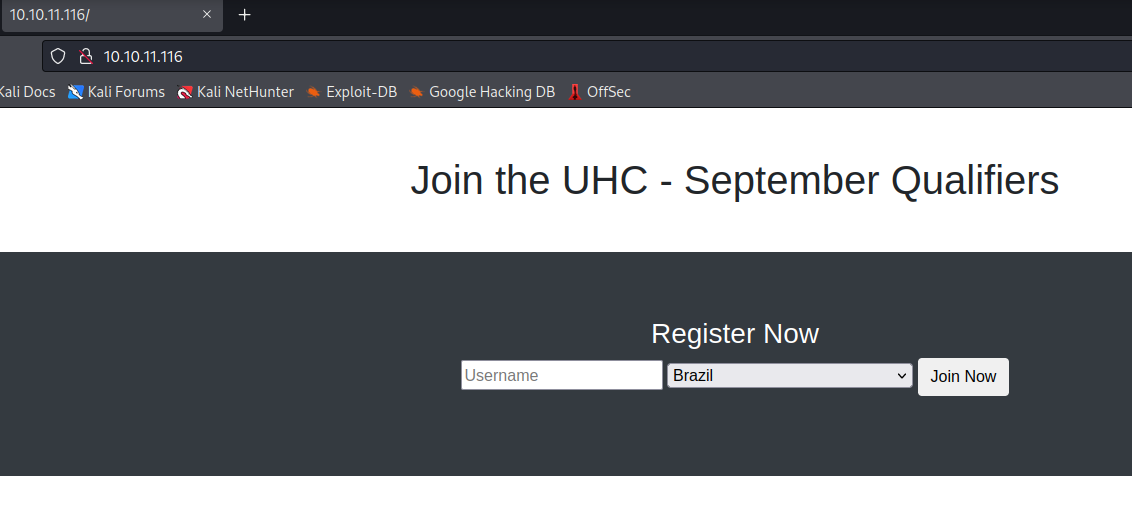 10.10.11.116/
10.10.11.116
Kali Docs Kali Forums Kali NetHunter Exploit-DB Google Hacking DB OffSec
Join the UHC - September Qualifiers
Register Now
Username Brazil Join Now